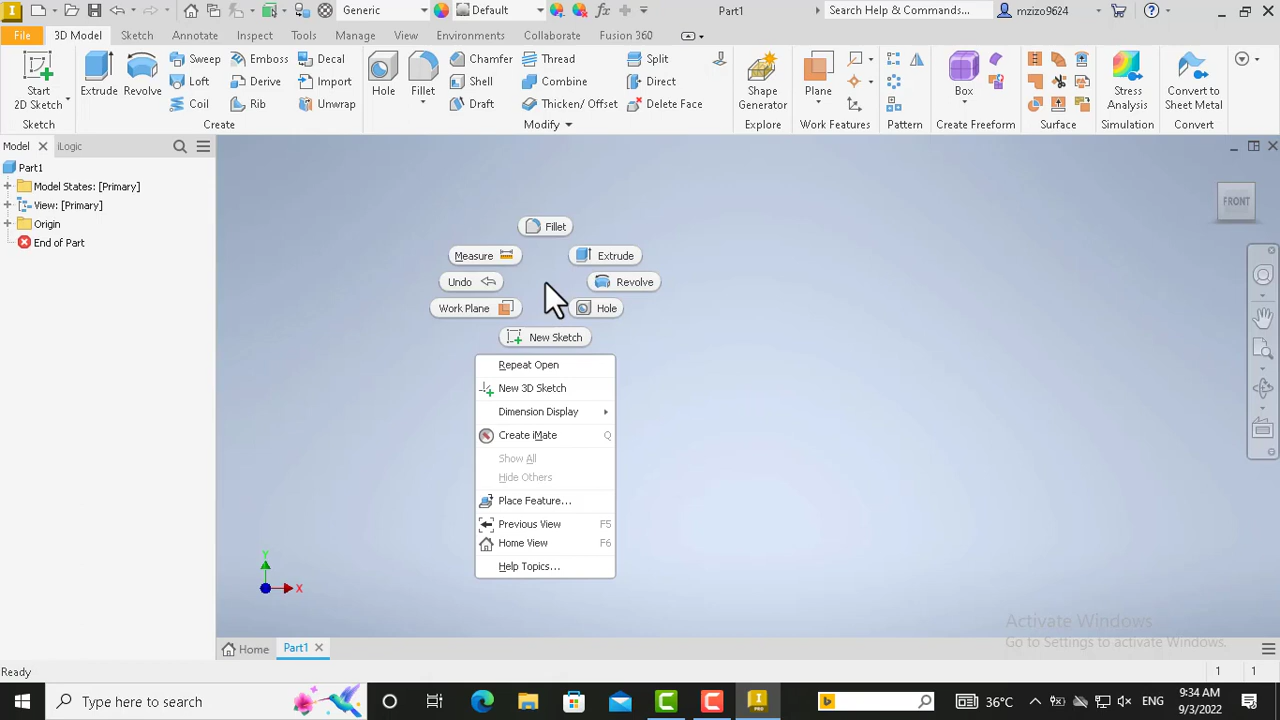 Generic
Default
Part1
Search Help & Commands...
mzizo9624
File 3D Model Sketch Annotate Inspect Tools Manage View Environments Collaborate Fusion 360
Start
2D Sketch
Extrude
Revolve
Sweep
Loft
Coil
Emboss
Derive
Rib
Decal
Import
Unwrap
Hole
Fillet
Chamfer
Shell
Draft
Thread
Combine
Thicken/ Offset
Split
Direct
Delete Face
Shape
Generator
Plane
Box
Stress
Analysis
Convert to
Sheet Metal
Sketch Create Modify Explore Work Features Pattern Create Freeform Surface Simulation Convert
Model iLogic
Part1
Model States: [Primary]
View: [Primary]
Origin
End of Part
FRONT
Fillet
Measure
Extrude
Undo
Revolve
Work Plane
Hole
New Sketch
Repeat Open
New 3D Sketch
Dimension Display
Create iMate Q
Show All
Hide Others
Place Feature...
Previous View F5
Home View F6
Help Topics...
Y
X
Activate Windows
Go to Settings to activate Windows.
Home Part1
Ready 1 1
Type here to search
36°C
ENG
9:34 AM
9/3/2022